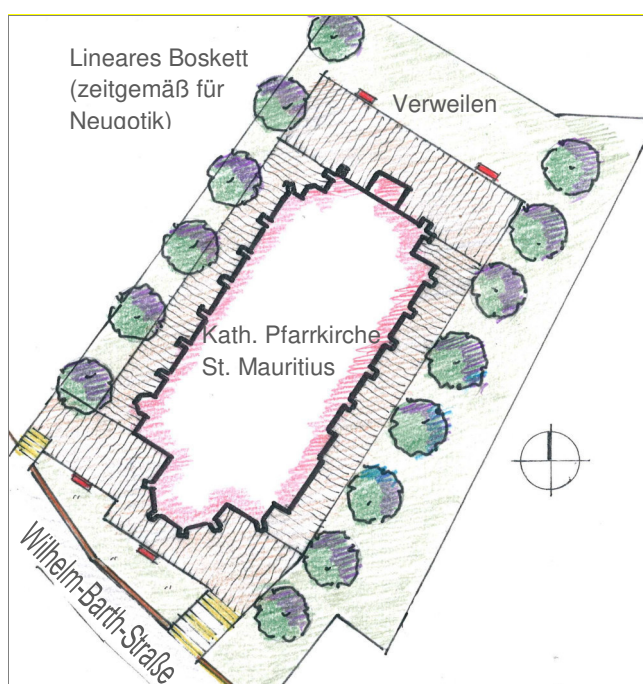 Lineares Boskett
(zeitgemäß für
Neugotik)
Verweilen
Kath. Pfarrkirche
St. Mauritius
Wilhelm-Barth-Straße